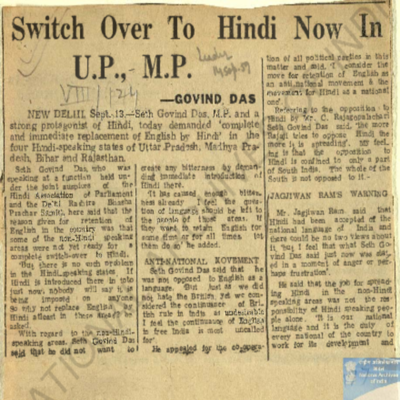 Switch Over To Hindi Now In
U.P., M.P.
VIII/124
—GOVIND DAS
NEW DELHI, Sept. 13.—Seth Govind Das, M.P. and a
strong protagonist of Hindi, today demanded 'complete
and immediate replacement of English by Hindi' in the
four Hindi-speaking states of Uttar Pradesh, Madhya Pra-
desh, Bihar and Rajasthan.
Seth Govind Das, who was
speaking at a function held un-
der the joint auspices of the
Hindi Association of Parliament
and the Delhi Rashtra Bhasha
Prachar Samiti, here said that the
reason given for retention of
English in the country was that
some of the non-Hindi speaking
areas were not yet ready for a
complete switch-over to Hindi.
"But there is no such problem
in the Hindi-speaking states. If
Hindi is introduced there in
just now, nobody will say it is
being imposed on anyone.
So why not replace English by
Hindi atleast in those areas?" he
asked.
With regard to the non-Hindi-
speaking areas, Seth Govind Das
said that he did not want to
create any bitterness by deman-
ding immediate introduction of
Hindi there.
"It has caused enough bitter-
ness already. I feel the ques-
tion of language should be left to
the people of those states. If
they want to retain English for
some time or for all times, let
them do so" he added.
ANTI-NATIONAL MOVEMENT
Seth Govind Das said that he
was not opposed to English as a
language. "But just as we did
not hate the Britain, yet we con-
sidered the continuance of Bri-
tish rule in India as undesirable
I feel the continuance of English
in free India is most uncalled
for".
He appealed for the co-opera-
tion of all political parties in this
matter and said, "I consider the
move for retention of English as
an anti-national movement &
the movement for Hindi as a national
one".
Referring to the opposition to
Hindi by Mr. C. Rajagopalachari
Seth Govind Das said, "the more
Rajaji tries to oppose Hindi the
more it is spreading". My feel-
ing is that the opposition to
Hindi is confined to only a part
of South India. The whole of the
South is not opposed to it.
JAGJIWAN RAM'S WARNING
Mr. Jagjiwan Ram said that
Hindi had been accepted of the
national language of India and
there could be no two views about
it, "but I feel that what Seth Go-
vind Das said just now was stay-
ed in a moment of anger or per-
haps frustration".
He said that the job for spread-
ing Hindi in the non-Hindi
speaking areas was not the res-
ponsibility of Hindi speaking peo-
ple alone. "It is our national
language and it is the duty of
every national of the country to
work for its development and